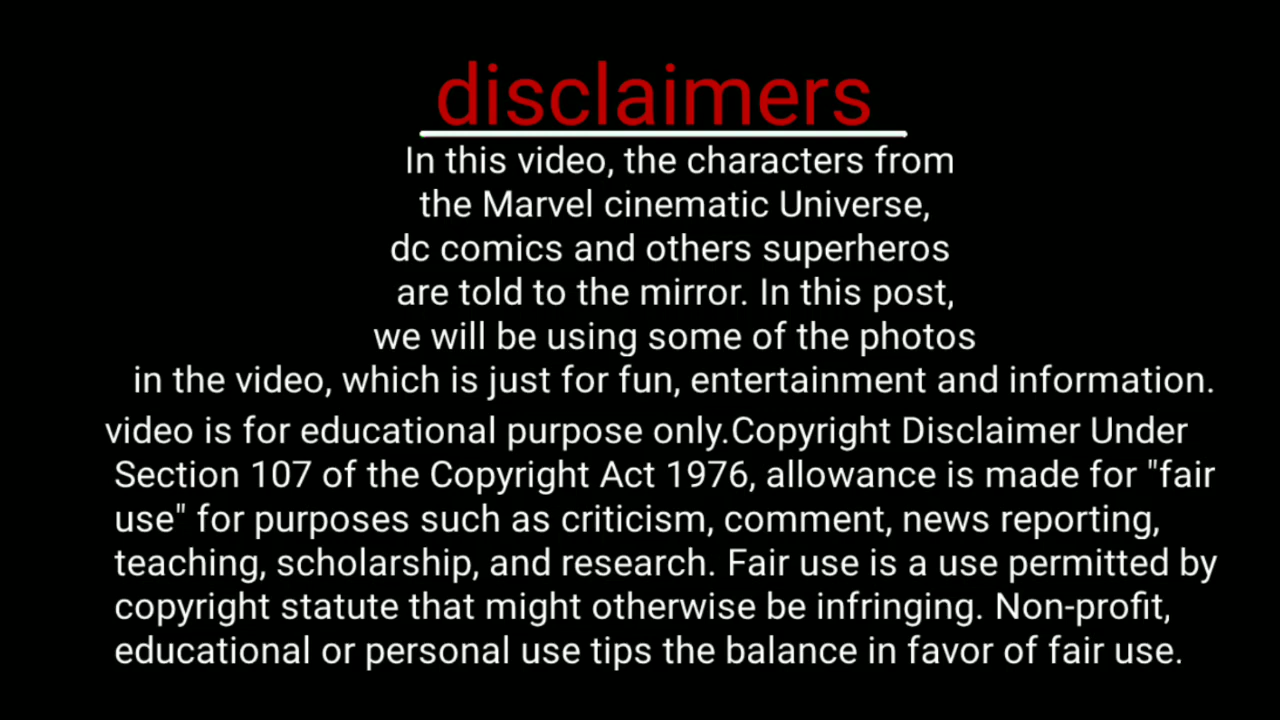 disclaimers
In this video, the characters from
the Marvel cinematic Universe,
dc comics and others superheros
are told to the mirror. In this post,
we will be using some of the photos
in the video, which is just for fun, entertainment and information.
video is for educational purpose only.Copyright Disclaimer Under
Section 107 of the Copyright Act 1976, allowance is made for "fair
use" for purposes such as criticism, comment, news reporting,
teaching, scholarship, and research. Fair use is a use permitted by
copyright statute that might otherwise be infringing. Non-profit,
educational or personal use tips the balance in favor of fair use.